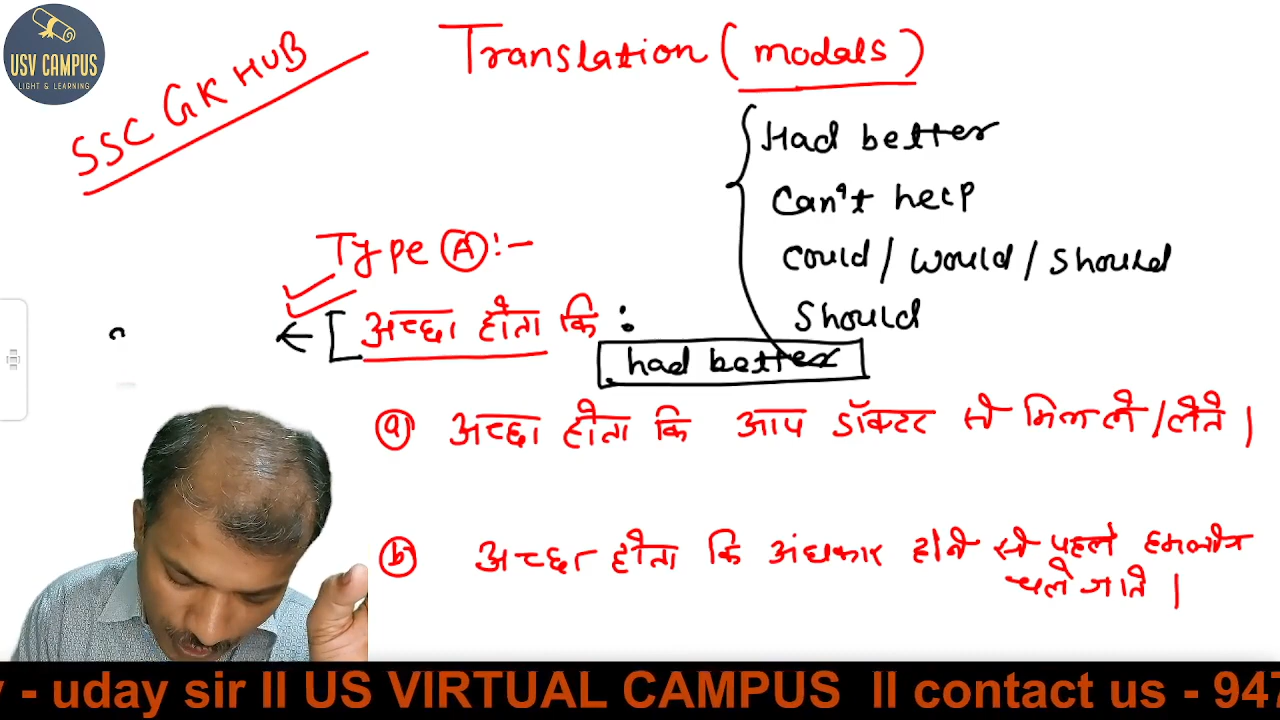 USV CAMPUS
LIGHT & LEARNING
SSC GK HUB
Translation (modals)
Had better
Can't help
Could / Would / Should
Should
Type (A) :-
अच्छा होता कि :
had better
(a) अच्छा होता कि आप डॉक्टर से मिल ले / लेते ।
(b) अच्छा होता कि अंधकार होने से पहले हमलोग
चले जाते ।
- uday sir II US VIRTUAL CAMPUS II contact us - 947